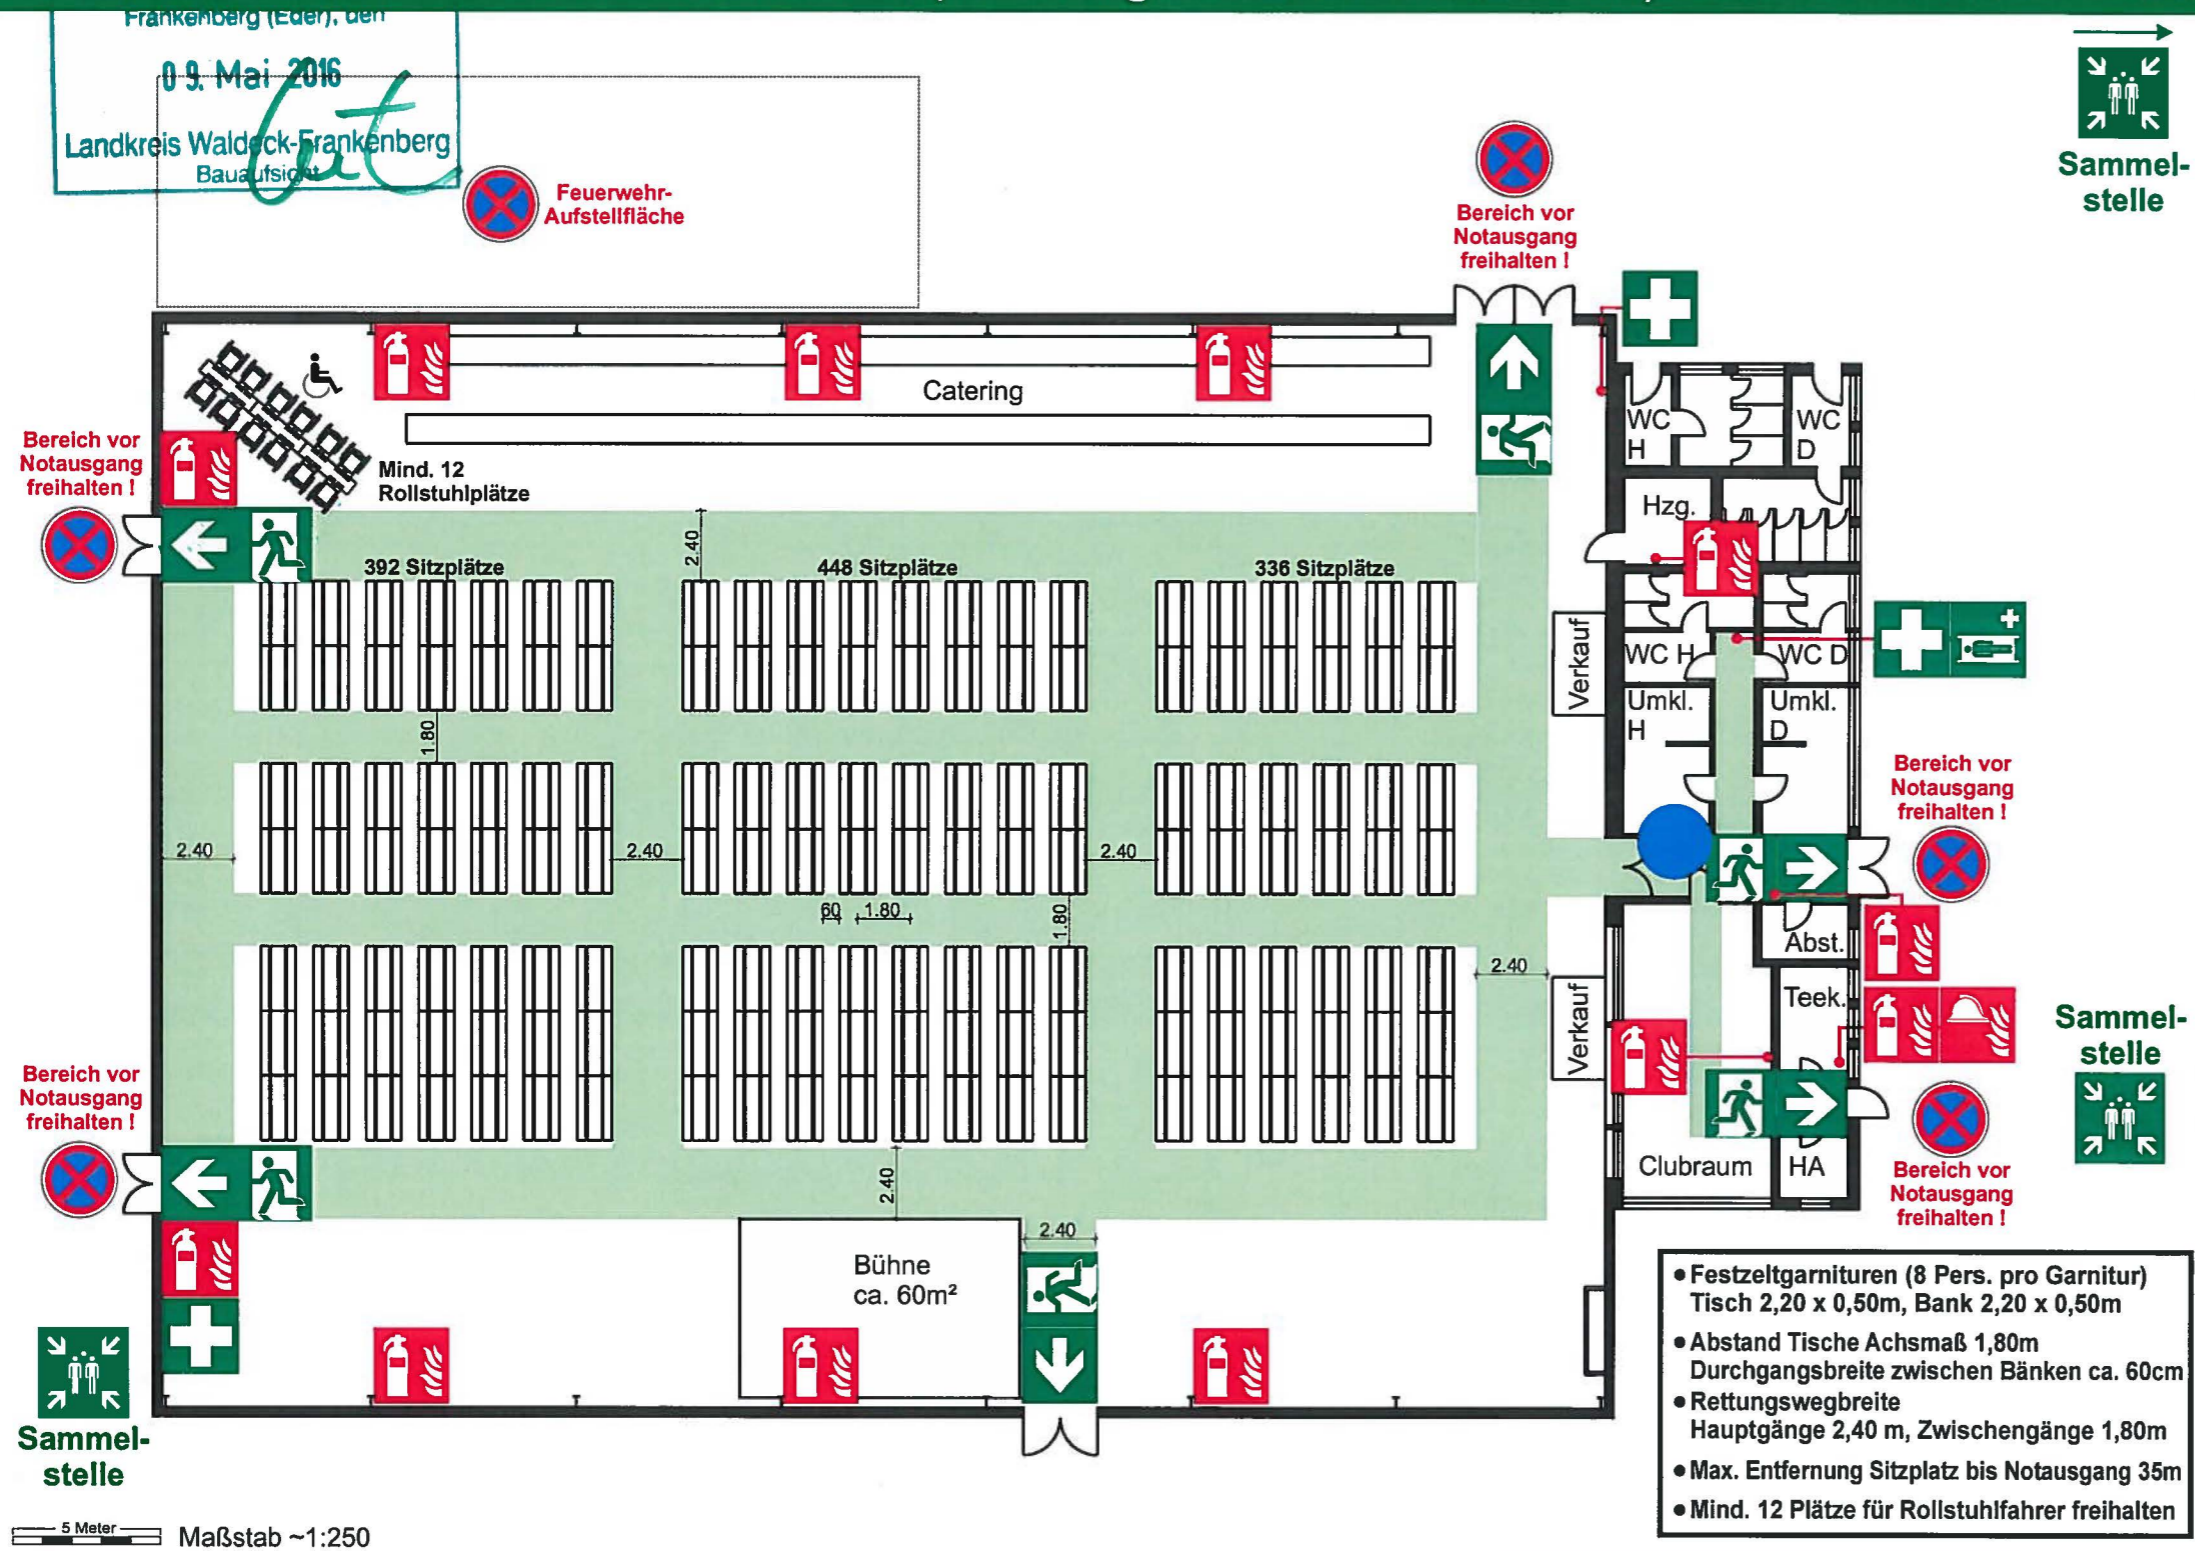 Frankenberg (Eder), den
09. Mai 2016
Landkreis Waldeck-Frankenberg
Bauaufsicht
Feuerwehr-
Aufstellfläche
Bereich vor
Notausgang
freihalten !
Sammel-
stelle
Catering
Mind. 12
Rollstuhlplätze
Bereich vor
Notausgang
freihalten !
WC
H
WC
D
Hzg.
2.40
392 Sitzplätze
448 Sitzplätze
336 Sitzplätze
Verkauf
WC H
WC D
Umkl.
H
Umkl.
D
1.80
Bereich vor
Notausgang
freihalten !
2.40
2.40
2.40
60
1.80
1.80
2.40
Abst.
Teek.
Verkauf
Sammel-
stelle
Bereich vor
Notausgang
freihalten !
Clubraum
HA
Bereich vor
Notausgang
freihalten !
2.40
2.40
Bühne
ca. 60m²
Sammel-
stelle
• Festzeltgarnituren (8 Pers. pro Garnitur)
Tisch 2,20 x 0,50m, Bank 2,20 x 0,50m
• Abstand Tische Achsmaß 1,80m
Durchgangsbreite zwischen Bänken ca. 60cm
• Rettungswegbreite
Hauptgänge 2,40 m, Zwischengänge 1,80m
• Max. Entfernung Sitzplatz bis Notausgang 35m
• Mind. 12 Plätze für Rollstuhlfahrer freihalten
5 Meter
Maßstab ~1:250